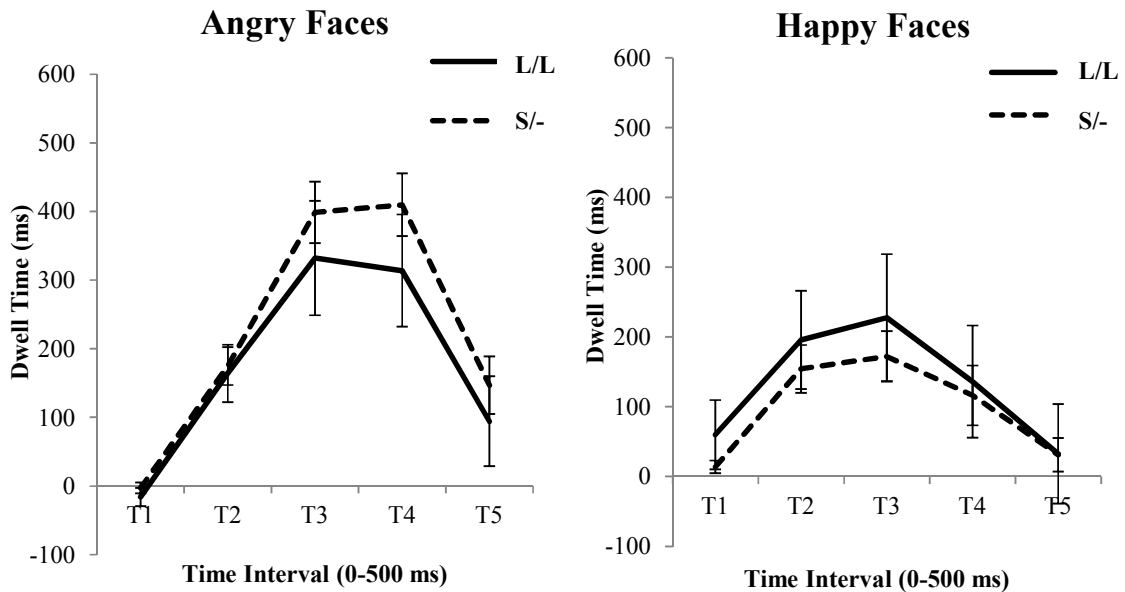 Angry Faces
L/L
S/-
600
500
400
300
200
100
0
-100
Dwell Time (ms)
T1 T2 T3 T4 T5
Time Interval (0-500 ms)
Happy Faces
L/L
S/-
600
500
400
300
200
100
0
-100
Dwell Time (ms)
T1 T2 T3 T4 T5
Time Interval (0-500 ms)